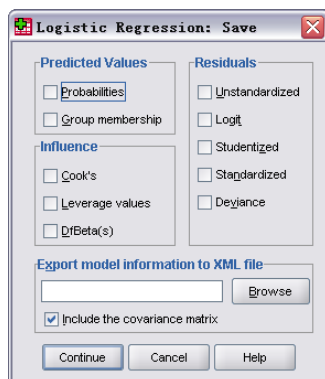 Logistic Regression: Save
Predicted Values
Probabilities
Group membership
Influence
Cook's
Leverage values
DfBeta(s)
Residuals
Unstandardized
Logit
Studentized
Standardized
Deviance
Export model information to XML file
Browse
Include the covariance matrix
Continue
Cancel
Help